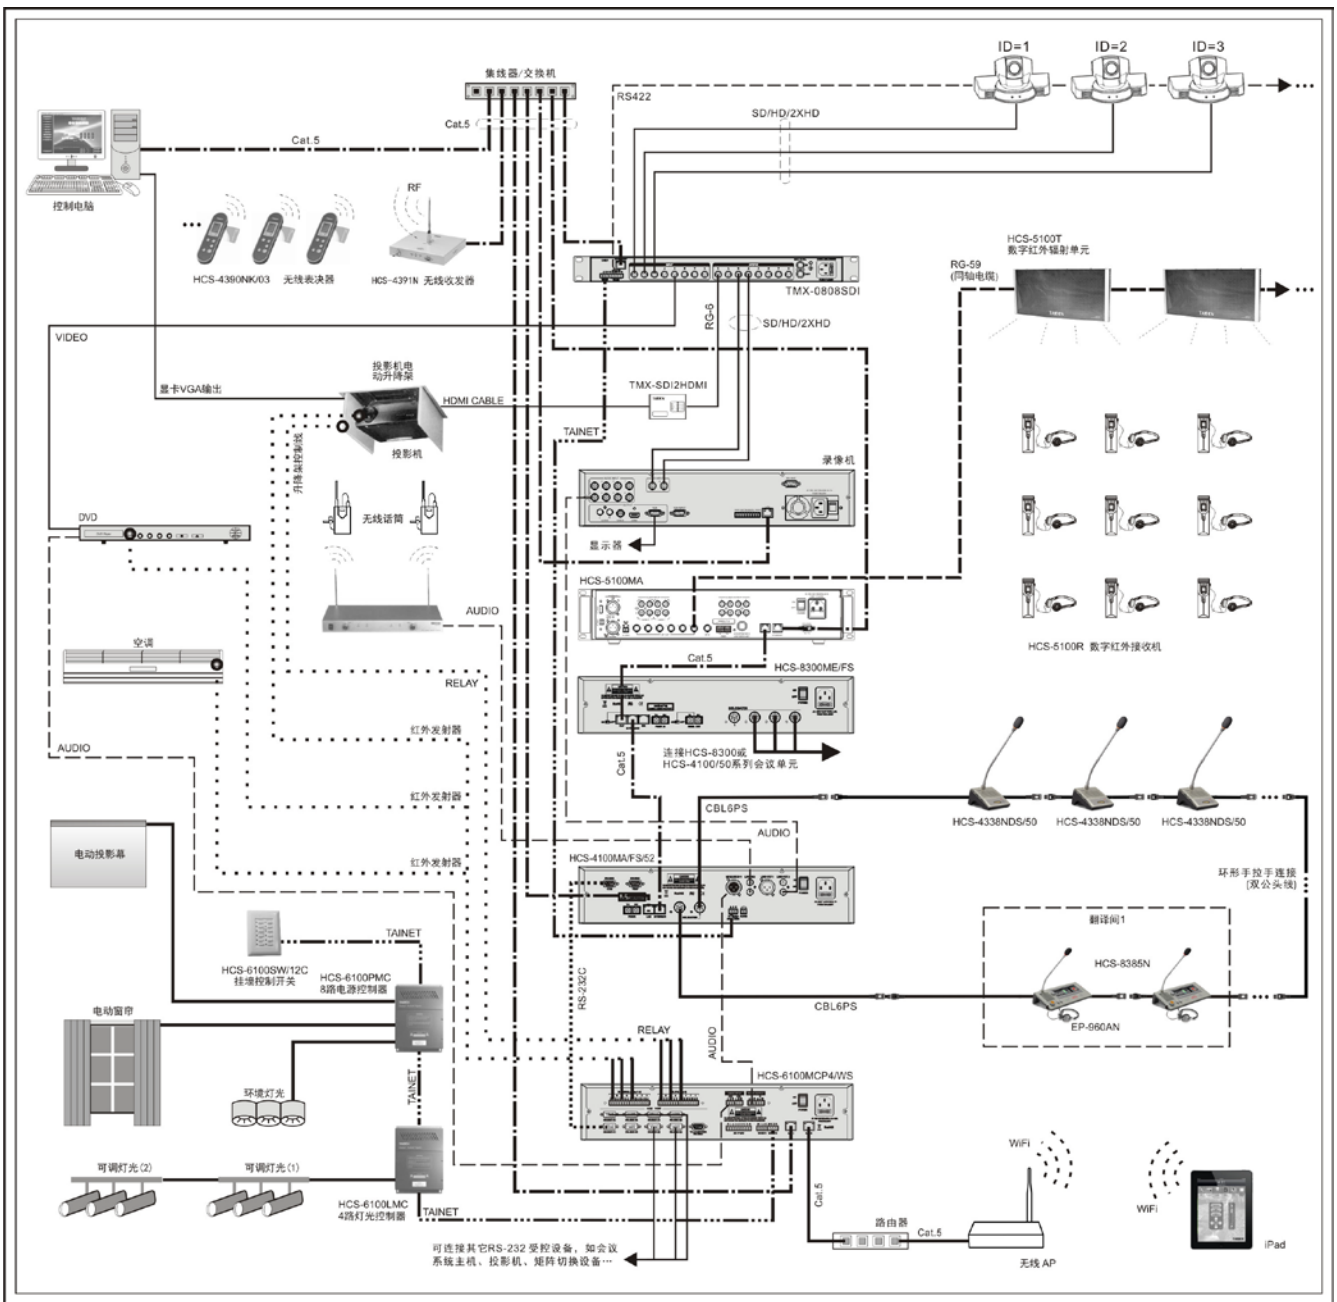 ID=1
ID=2
ID=3
集线器/交换机
RS422
SD/HD/2XHD
Cat.5
Cat.5
控制电脑
RF
HCS-4390NK/03 无线表决器
HCS-4391N 无线收发器
HCS-5100T
数字红外辐射单元
RG-59
(同轴电缆)
TMX-0808SDI
RG-6
SD/HD/2XHD
VIDEO
投影机电
动升降架
显卡VGA输出
HDMI CABLE
TMX-SDI2HDMI
TAINET
升降架控制线
投影机
录像机
DVD
无线话筒
显示器
HCS-5100MA
AUDIO
空调
Cat.5
HCS-8300ME/FS
HCS-5100R 数字红外接收机
RELAY
红外发射器
AUDIO
连接HCS-8300或
HCS-4100/50系列会议单元
Cat.5
CBL6PS
红外发射器
AUDIO
HCS-4338NDS/50
HCS-4338NDS/50
HCS-4338NDS/50
电动投影幕
红外发射器
HCS-4100MA/FS/52
环形手拉手连接
(双公头线)
翻译间1
TAINET
HCS-6100SW/12C
挂墙控制开关
HCS-6100PMC
8路电源控制器
RS-232C
HCS-8385N
CBL6PS
EP-960AN
电动窗帘
RELAY
AUDIO
TAINET
HCS-6100MCP4/WS
环境灯光
WiFi
可调灯光(2)
可调灯光(1)
HCS-6100LMC
4路灯光控制器
TAINET
Cat.5
WiFi
路由器
Cat.5
无线 AP
iPad
可连接其它RS-232 受控设备，如会议
系统主机、投影机、矩阵切换设备…